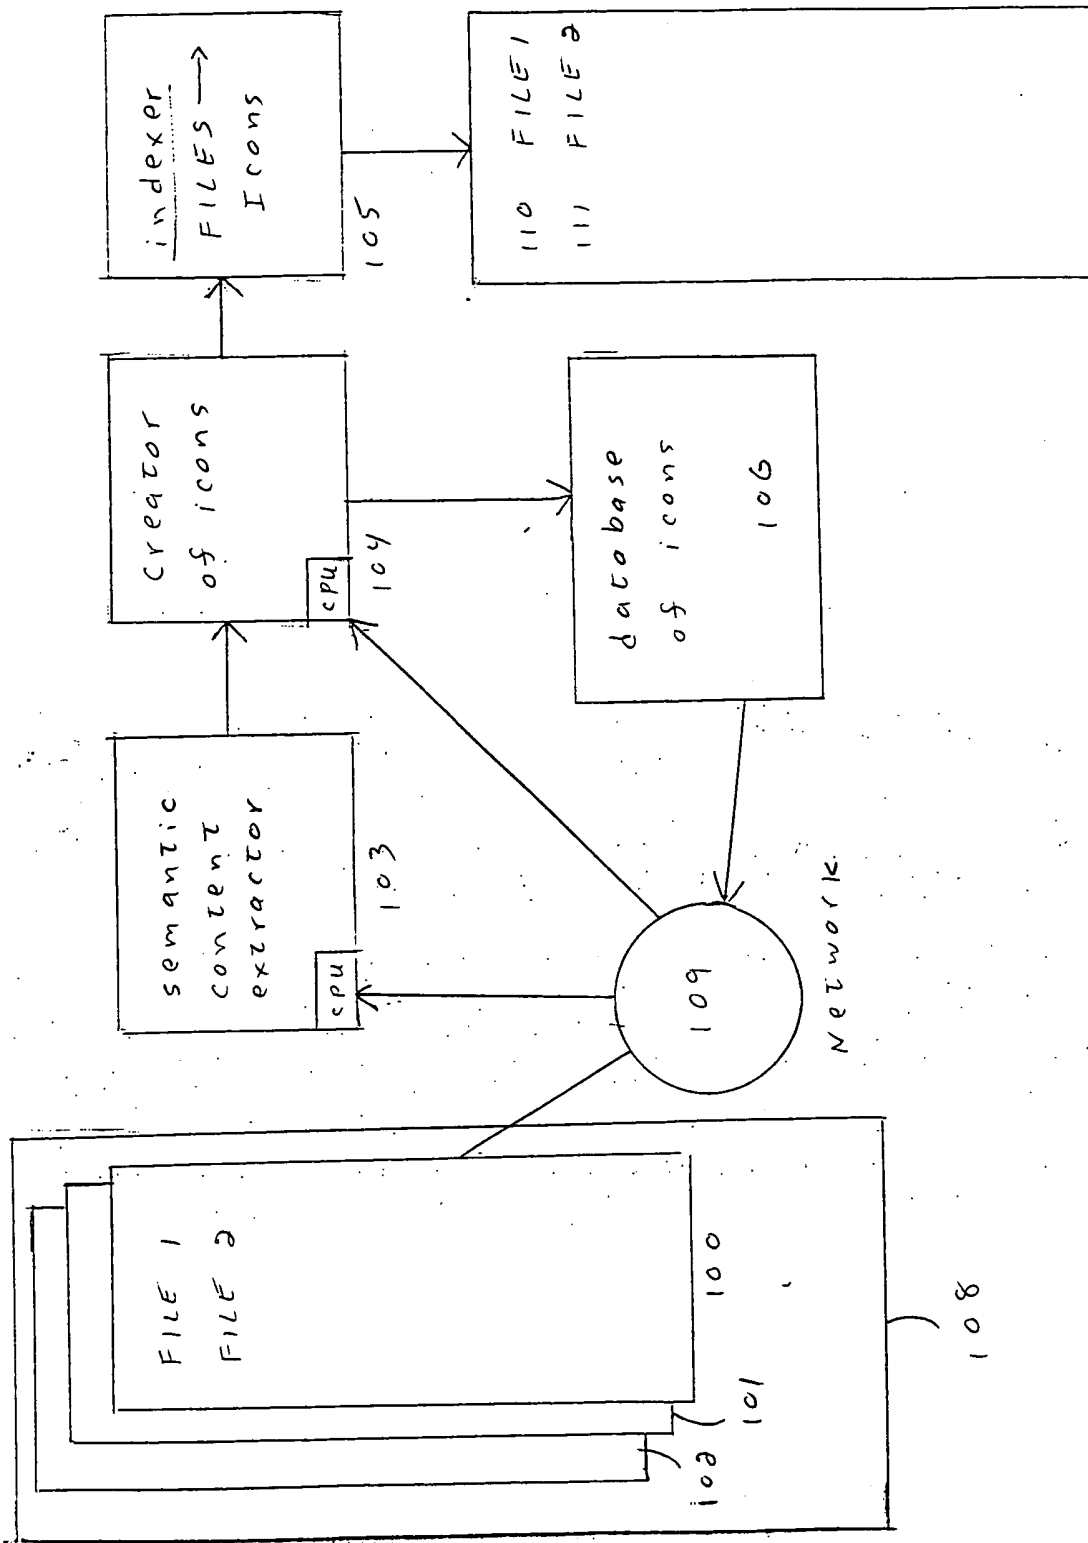 FILE 1
FILE 2
100
101
102
108
semantic
content
extractor
cpu
103
109
Network
Creator
of icons
cpu
104
database
of icons
106
indexer
FILES →
Icons
105
110 FILE 1
111 FILE 2